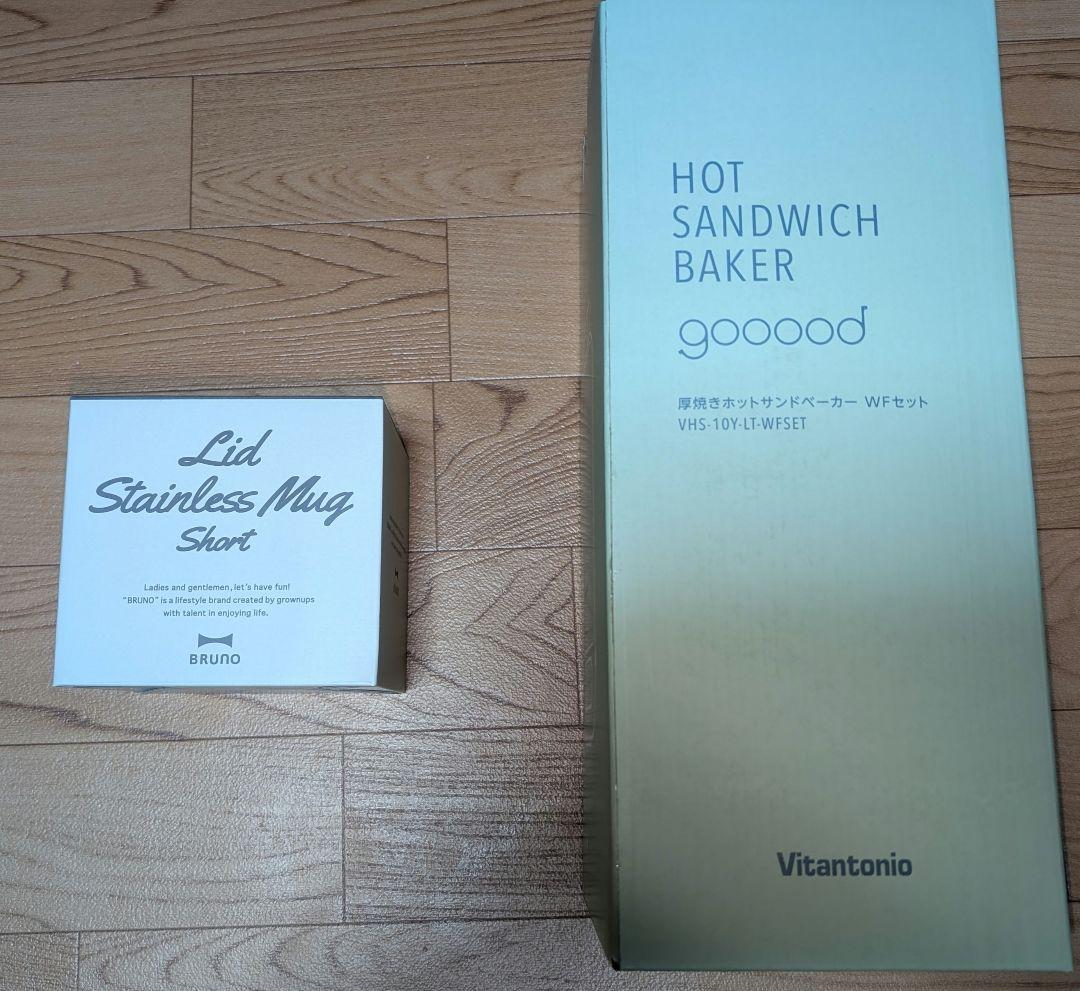 Lid
Stainless Mug
Short
Ladies and gentlemen, let's have fun!
"BRUNO" is a lifestyle brand created by grownups
with talent in enjoying life.
BRUNO
HOT
SANDWICH
BAKER
gooood
厚焼きホットサンドベーカー WFセット
VHS-10Y-LT-WFSET
Vitantonio